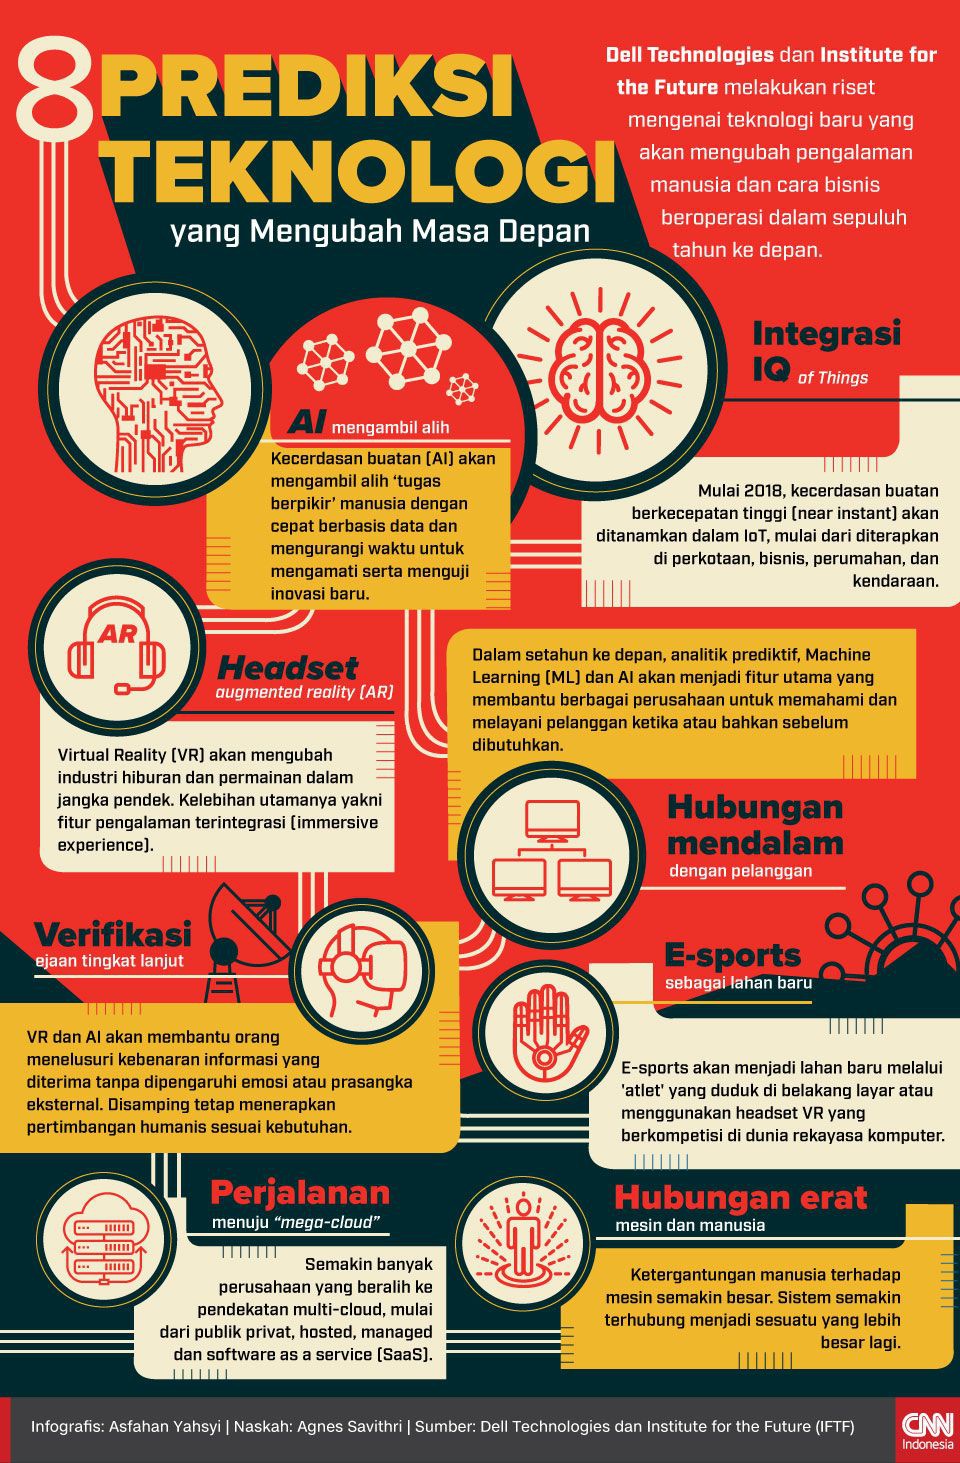 8 PREDIKSI
TEKNOLOGI
yang Mengubah Masa Depan
Dell Technologies dan Institute for
the Future melakukan riset
mengenai teknologi baru yang
akan mengubah pengalaman
manusia dan cara bisnis
beroperasi dalam sepuluh
tahun ke depan.
AI mengambil alih
Kecerdasan buatan (AI) akan
mengambil alih ‘tugas
berpikir’ manusia dengan
cepat berbasis data dan
mengurangi waktu untuk
mengamati serta menguji
inovasi baru.
Integrasi
IQ of Things
Mulai 2018, kecerdasan buatan
berkecepatan tinggi (near instant) akan
ditanamkan dalam IoT, mulai dari diterapkan
di perkotaan, bisnis, perumahan, dan
kendaraan.
AR
Headset
augmented reality (AR)
Virtual Reality (VR) akan mengubah
industri hiburan dan permainan dalam
jangka pendek. Kelebihan utamanya yakni
fitur pengalaman terintegrasi (immersive
experience).
Dalam setahun ke depan, analitik prediktif, Machine
Learning (ML) dan AI akan menjadi fitur utama yang
membantu berbagai perusahaan untuk memahami dan
melayani pelanggan ketika atau bahkan sebelum
dibutuhkan.
Hubungan
mendalam
dengan pelanggan
Verifikasi
ejaan tingkat lanjut
VR dan AI akan membantu orang
menelusuri kebenaran informasi yang
diterima tanpa dipengaruhi emosi atau prasangka
eksternal. Disamping tetap menerapkan
pertimbangan humanis sesuai kebutuhan.
E-sports
sebagai lahan baru
E-sports akan menjadi lahan baru melalui
'atlet' yang duduk di belakang layar atau
menggunakan headset VR yang
berkompetisi di dunia rekayasa komputer.
Perjalanan
menuju “mega-cloud”
Semakin banyak
perusahaan yang beralih ke
pendekatan multi-cloud, mulai
dari publik privat, hosted, managed
dan software as a service (SaaS).
Hubungan erat
mesin dan manusia
Ketergantungan manusia terhadap
mesin semakin besar. Sistem semakin
terhubung menjadi sesuatu yang lebih
besar lagi.
Infografis: Asfahan Yahsyi | Naskah: Agnes Savithri | Sumber: Dell Technologies dan Institute for the Future (IFTF)
CNN
Indonesia